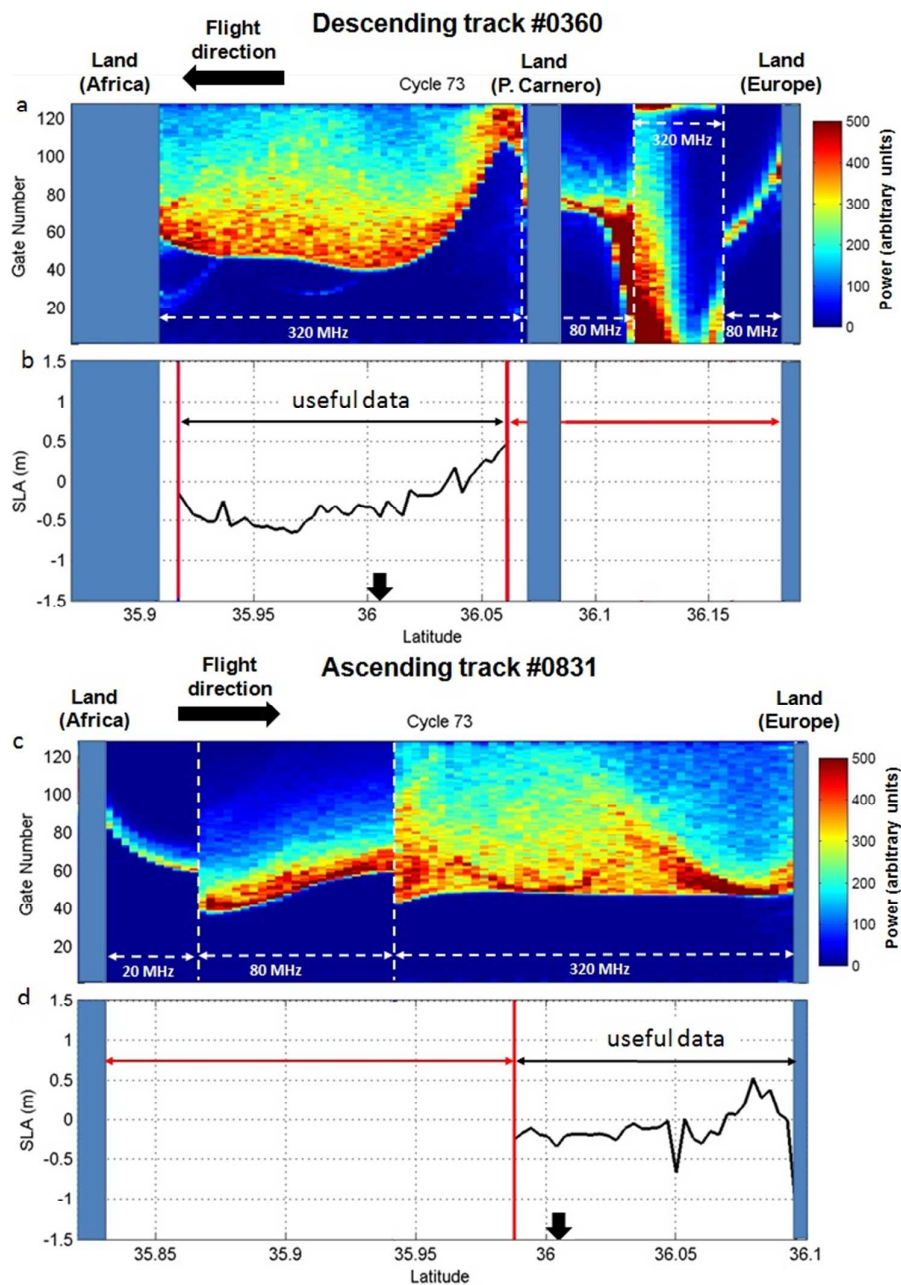 Descending track #0360
Flight
direction
Land
(Africa)
Cycle 73
Land
(P. Carnero)
Land
(Europe)
a
120
100
80
60
40
20
Gate Number
320 MHz
320 MHz
80 MHz
80 MHz
500
400
300
200
100
0
Power (arbitrary units)
b
1.5
1
0.5
0
-0.5
-1
-1.5
SLA (m)
useful data
35.9 35.95 36 36.05 36.1 36.15
Latitude
Ascending track #0831
Flight
direction
Land
(Africa)
Cycle 73
Land
(Europe)
c
120
100
80
60
40
20
Gate Number
20 MHz 80 MHz 320 MHz
500
400
300
200
100
0
Power (arbitrary units)
d
1.5
1
0.5
0
-0.5
-1
-1.5
SLA (m)
useful data
35.85 35.9 35.95 36 36.05 36.1
Latitude